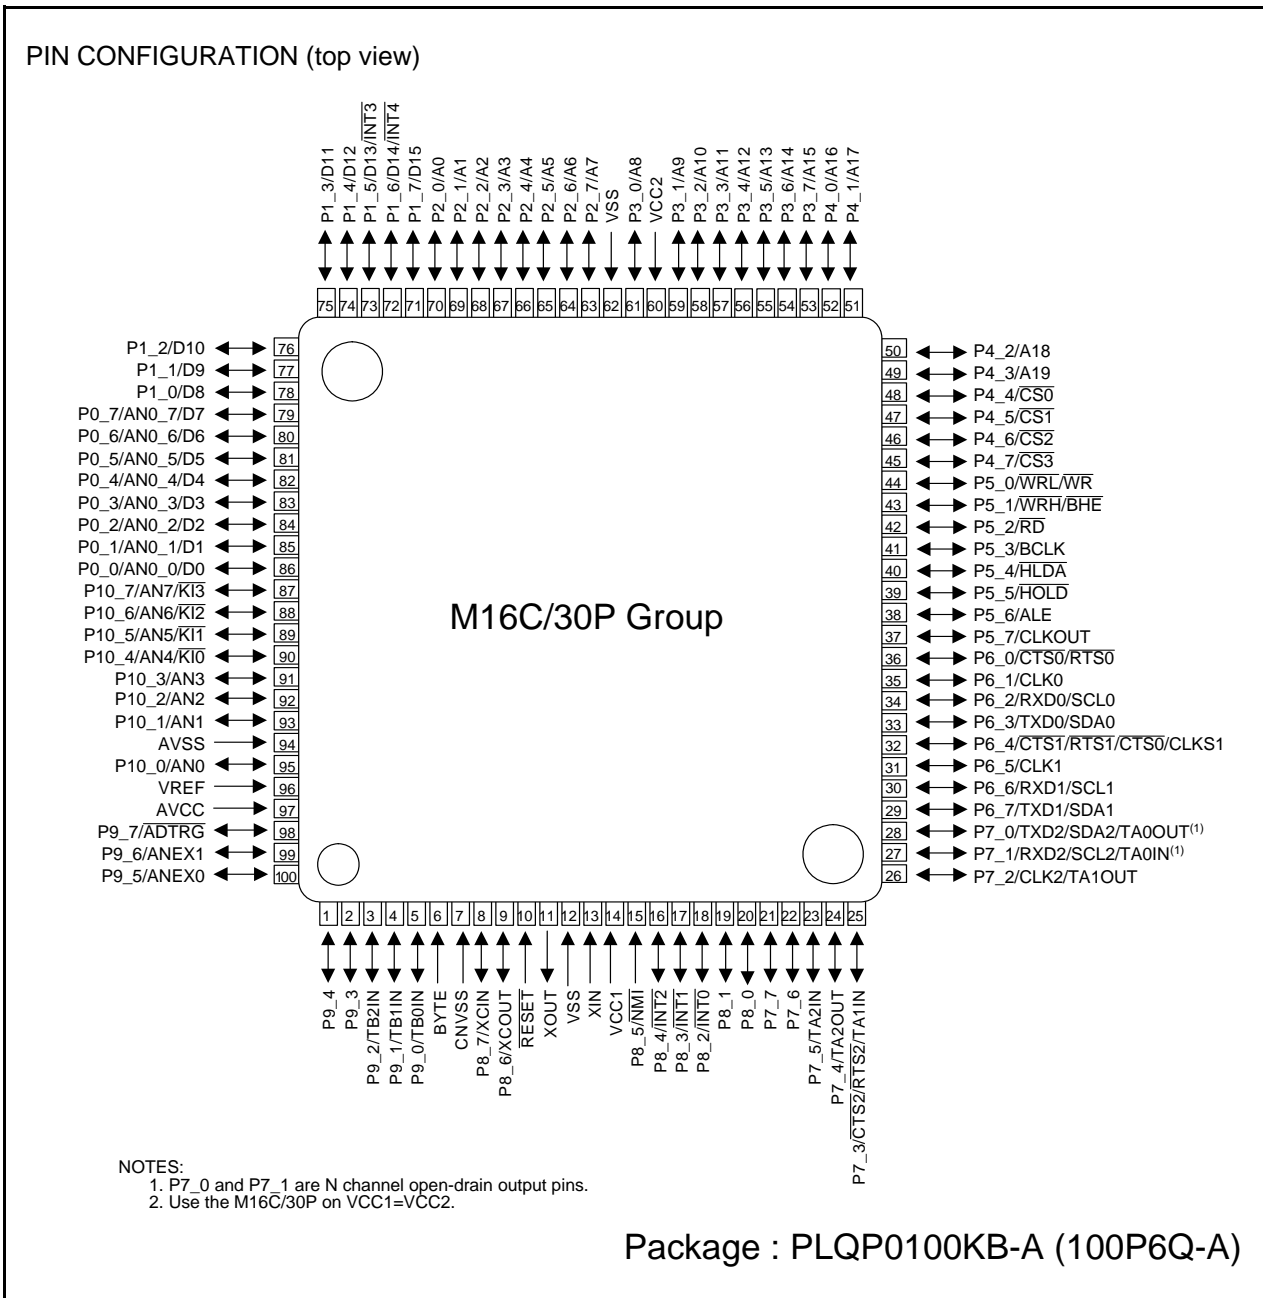 PIN CONFIGURATION (top view)
P1_3/D11
P1_4/D12
P1_5/D13/INT3
P1_6/D14/INT4
P1_7/D15
P2_0/A0
P2_1/A1
P2_2/A2
P2_3/A3
P2_4/A4
P2_5/A5
P2_6/A6
P2_7/A7
VSS
P3_0/A8
VCC2
P3_1/A9
P3_2/A10
P3_3/A11
P3_4/A12
P3_5/A13
P3_6/A14
P3_7/A15
P4_0/A16
P4_1/A17
75 74 73 72 71 70 69 68 67 66 65 64 63 62 61 60 59 58 57 56 55 54 53 52 51
P1_2/D10 76
P1_1/D9 77
P1_0/D8 78
P0_7/AN0_7/D7 79
P0_6/AN0_6/D6 80
P0_5/AN0_5/D5 81
P0_4/AN0_4/D4 82
P0_3/AN0_3/D3 83
P0_2/AN0_2/D2 84
P0_1/AN0_1/D1 85
P0_0/AN0_0/D0 86
P10_7/AN7/KI3 87
P10_6/AN6/KI2 88
P10_5/AN5/KI1 89
P10_4/AN4/KI0 90
P10_3/AN3 91
P10_2/AN2 92
P10_1/AN1 93
AVSS 94
P10_0/AN0 95
VREF 96
AVCC 97
P9_7/ADTRG 98
P9_6/ANEX1 99
P9_5/ANEX0 100
M16C/30P Group
50 P4_2/A18
49 P4_3/A19
48 P4_4/CS0
47 P4_5/CS1
46 P4_6/CS2
45 P4_7/CS3
44 P5_0/WRL/WR
43 P5_1/WRH/BHE
42 P5_2/RD
41 P5_3/BCLK
40 P5_4/HLDA
39 P5_5/HOLD
38 P5_6/ALE
37 P5_7/CLKOUT
36 P6_0/CTS0/RTS0
35 P6_1/CLK0
34 P6_2/RXD0/SCL0
33 P6_3/TXD0/SDA0
32 P6_4/CTS1/RTS1/CTS0/CLKS1
31 P6_5/CLK1
30 P6_6/RXD1/SCL1
29 P6_7/TXD1/SDA1
28 P7_0/TXD2/SDA2/TA0OUT(1)
27 P7_1/RXD2/SCL2/TA0IN(1)
26 P7_2/CLK2/TA1OUT
1 2 3 4 5 6 7 8 9 10 11 12 13 14 15 16 17 18 19 20 21 22 23 24 25
P9_4
P9_3
P9_2/TB2IN
P9_1/TB1IN
P9_0/TB0IN
BYTE
CNVSS
P8_7/XCIN
P8_6/XCOUT
RESET
XOUT
VSS
XIN
VCC1
P8_5/NMI
P8_4/INT2
P8_3/INT1
P8_2/INT0
P8_1
P8_0
P7_7
P7_6
P7_5/TA2IN
P7_4/TA2OUT
P7_3/CTS2/RTS2/TA1IN
NOTES:
1. P7_0 and P7_1 are N channel open-drain output pins.
2. Use the M16C/30P on VCC1=VCC2.
Package : PLQP0100KB-A (100P6Q-A)